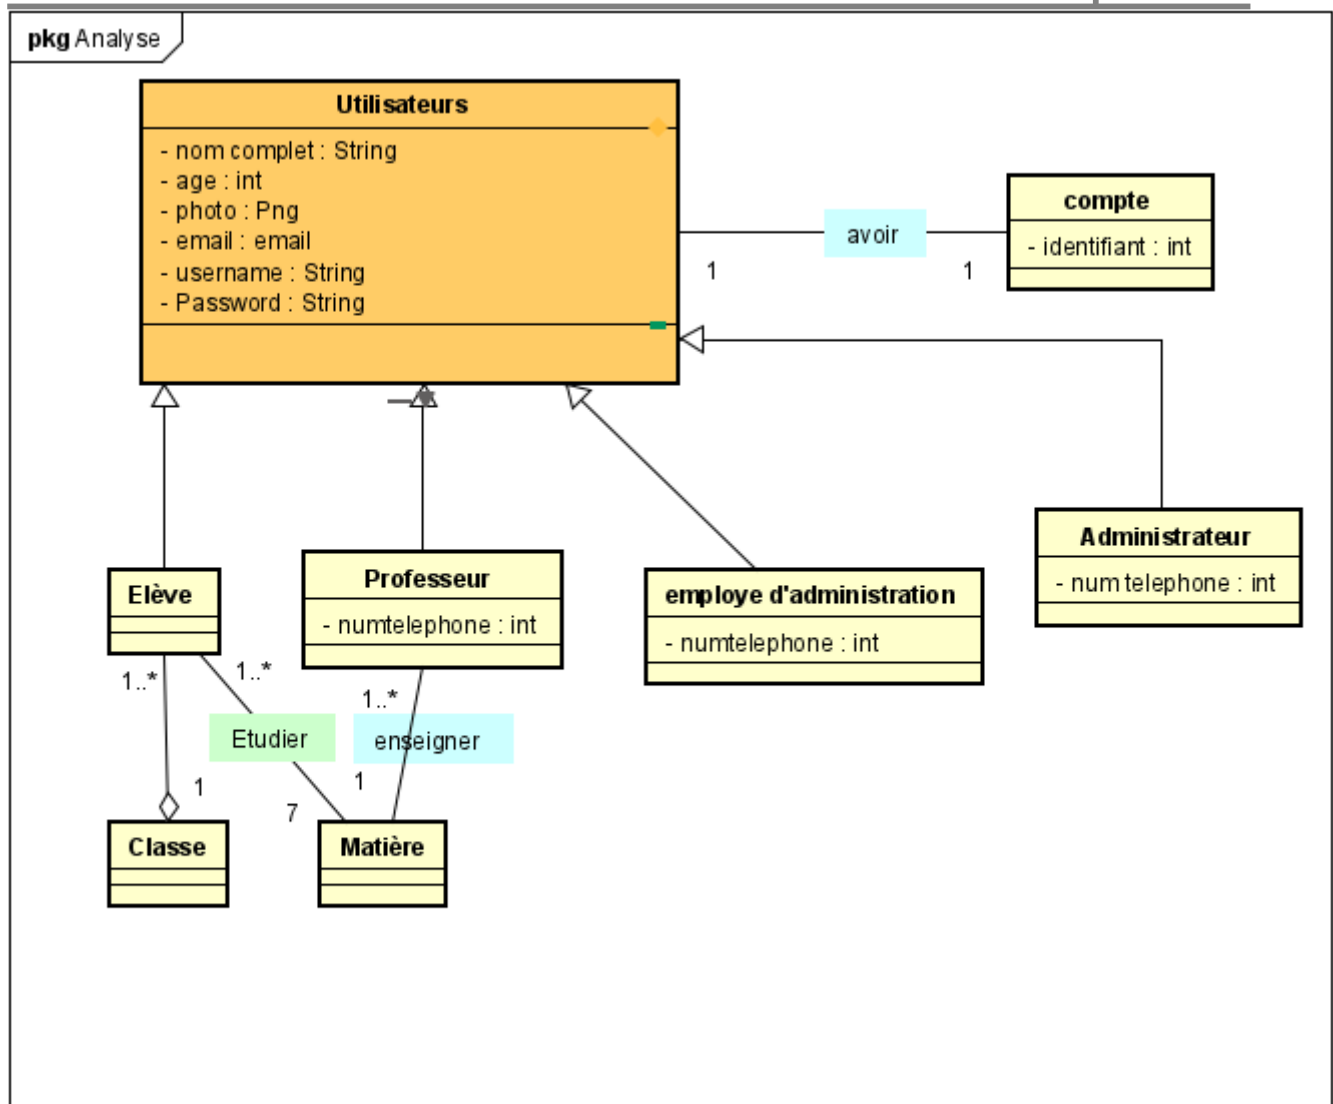 pkg Analyse
Utilisateurs
- nom complet : String
- age : int
- photo : Png
- email : email
- username : String
- Password : String
compte
- identifiant : int
avoir
1
1
Elève
Professeur
- numtelephone : int
employe d'administration
- numtelephone : int
Administrateur
- num telephone : int
1..*
1..*
1..*
Etudier
enseigner
1
1
7
Classe
Matière